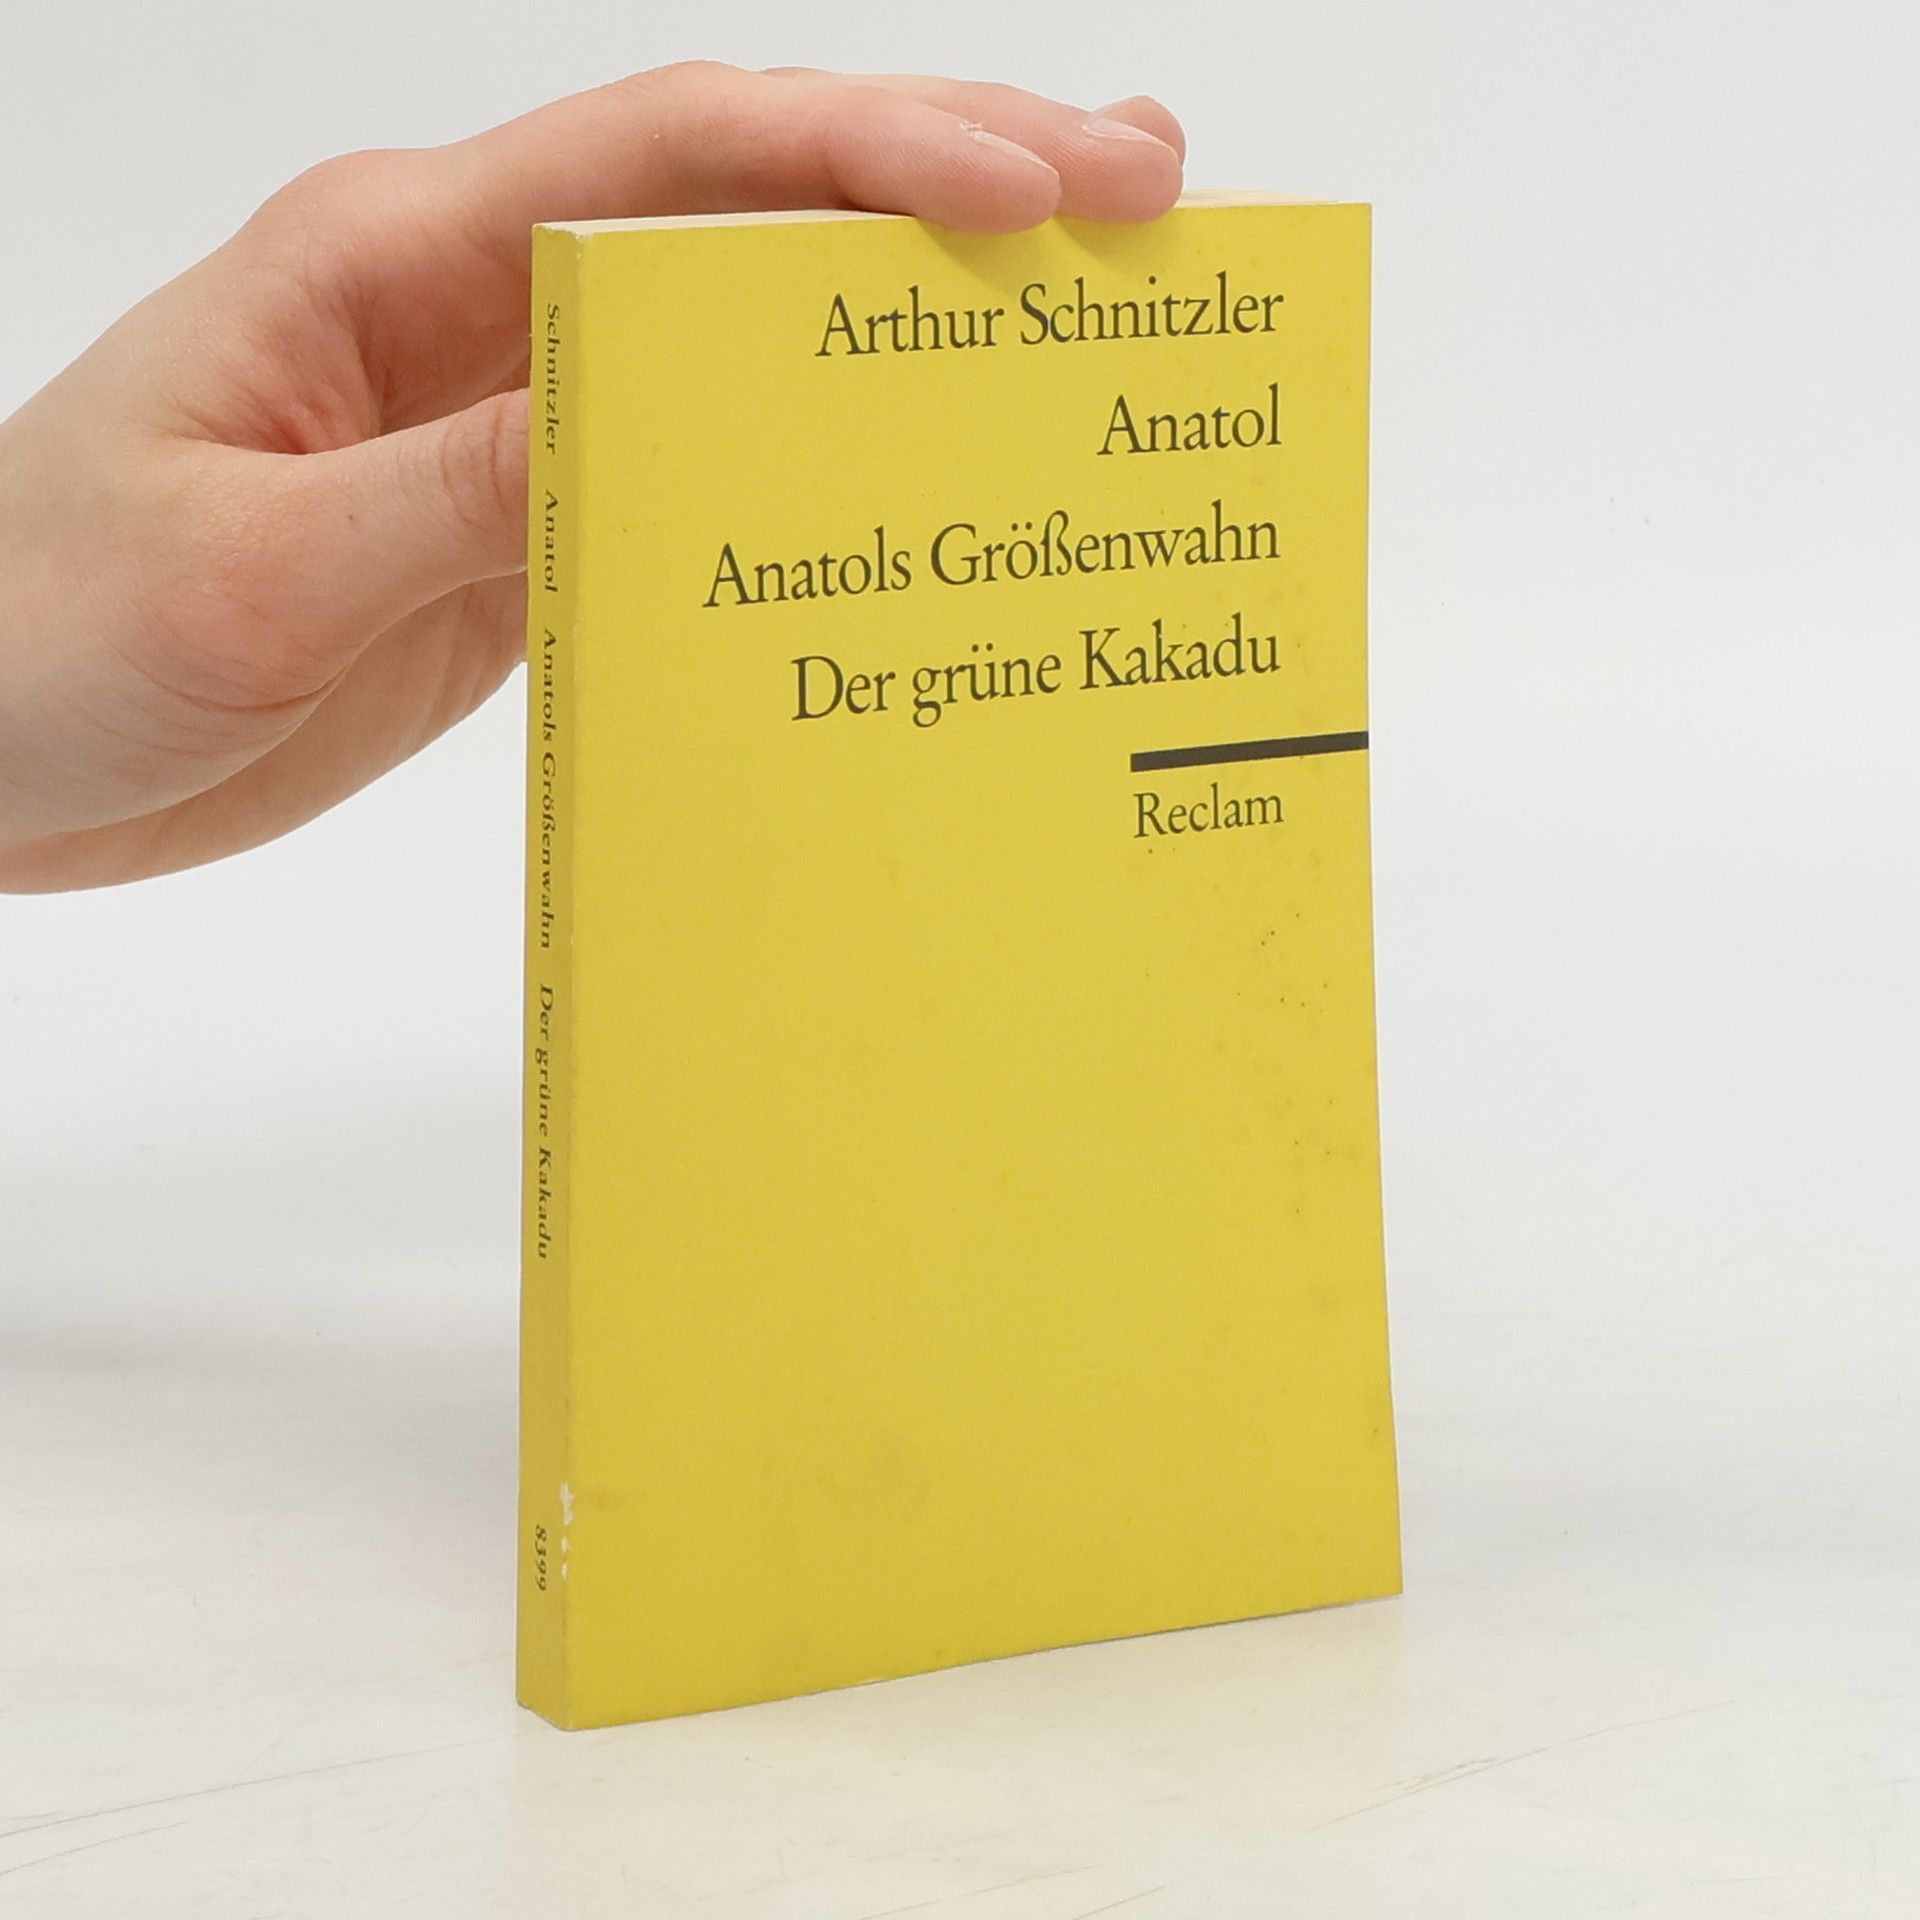 Arthur Schnitzler
Anatol
Anatols Größenwahn
Der grüne Kakadu
Reclam
Schnitzler Anatol Anatols Größenwahn Der grüne Kakadu 8399